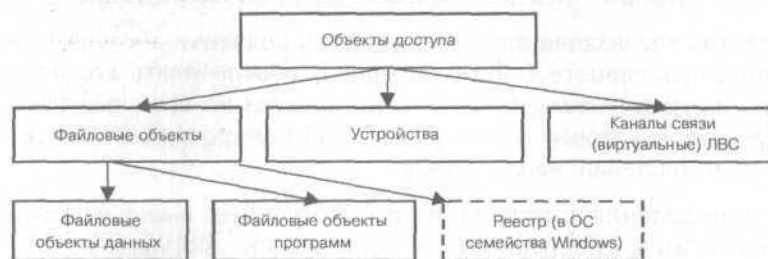 Объекты доступа
Файловые объекты
Устройства
Каналы связи
(виртуальные) ЛВС
Файловые
объекты данных
Файловые объекты
программ
Реестр (в ОС
семейства Windows)